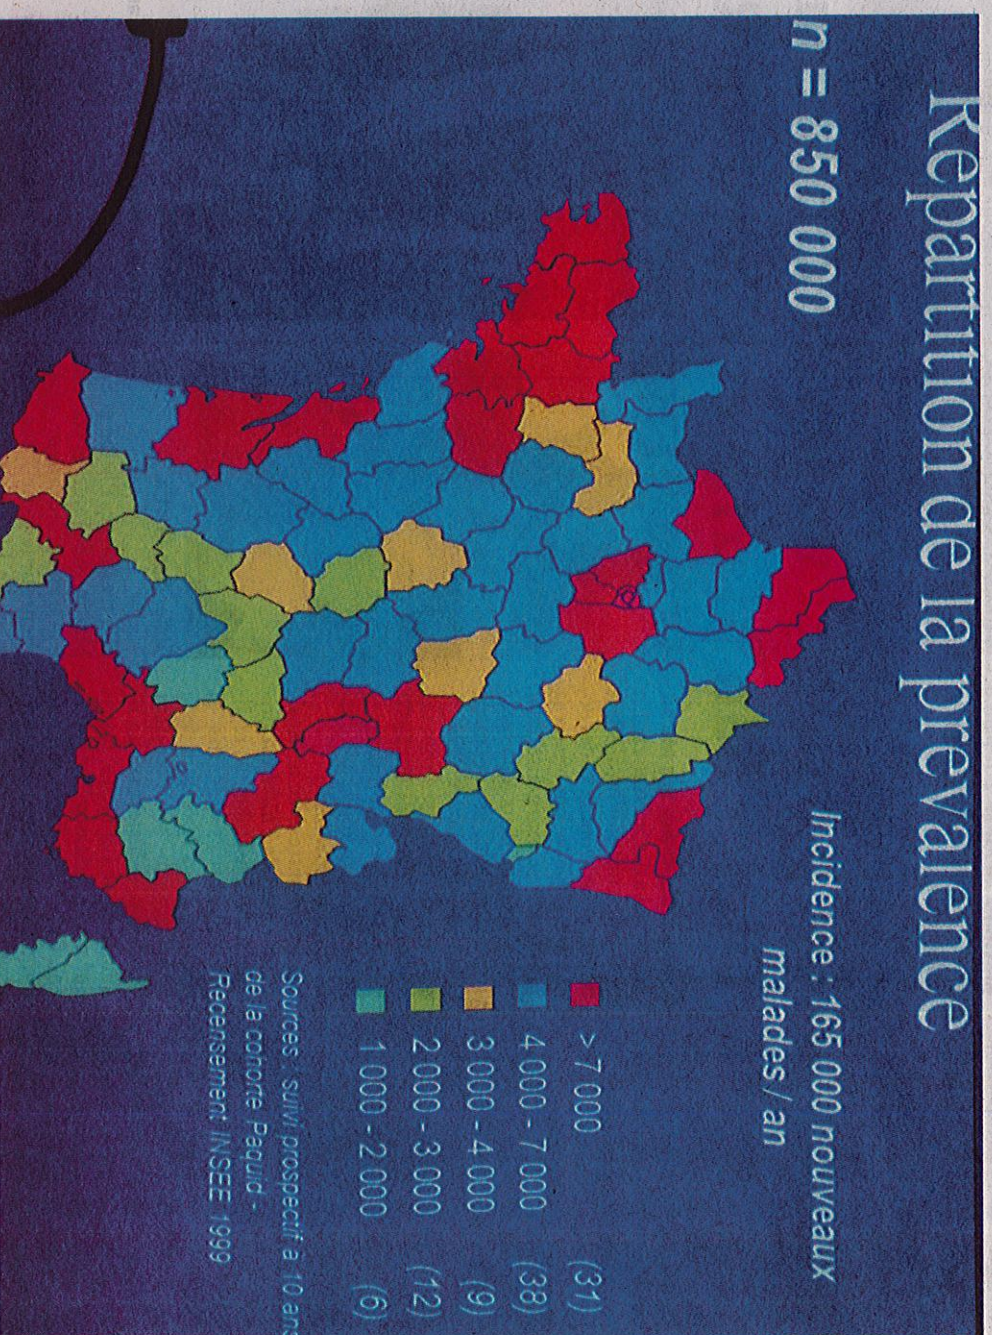 Répartition de la prévalence
n = 850 000
Incidence : 165 000 nouveaux
malades / an
> 7 000 (31)
4 000 - 7 000 (38)
3 000 - 4 000 (9)
2 000 - 3 000 (12)
1 000 - 2 000 (6)
Sources : suivi prospectif à 10 ans
de la cohorte Paquid -
Recensement INSEE 1999